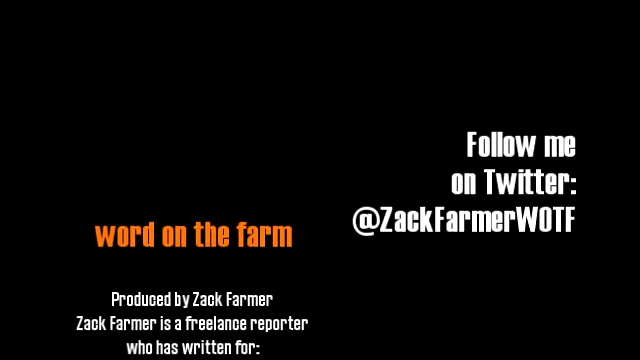 Follow me
on Twitter:
@ZackFarmerWOTF
word on the farm
Produced by Zack Farmer
Zack Farmer is a freelance reporter
who has written for: